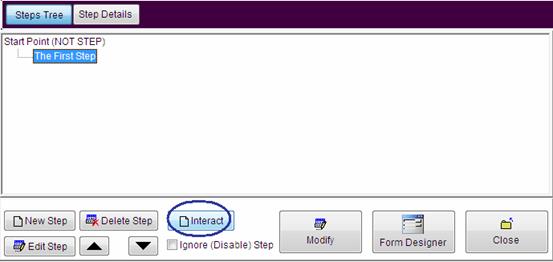 Steps Tree Step Details
Start Point (NOT STEP)
The First Step
New Step Delete Step Interact
Edit Step Ignore (Disable) Step
Modify Form Designer Close